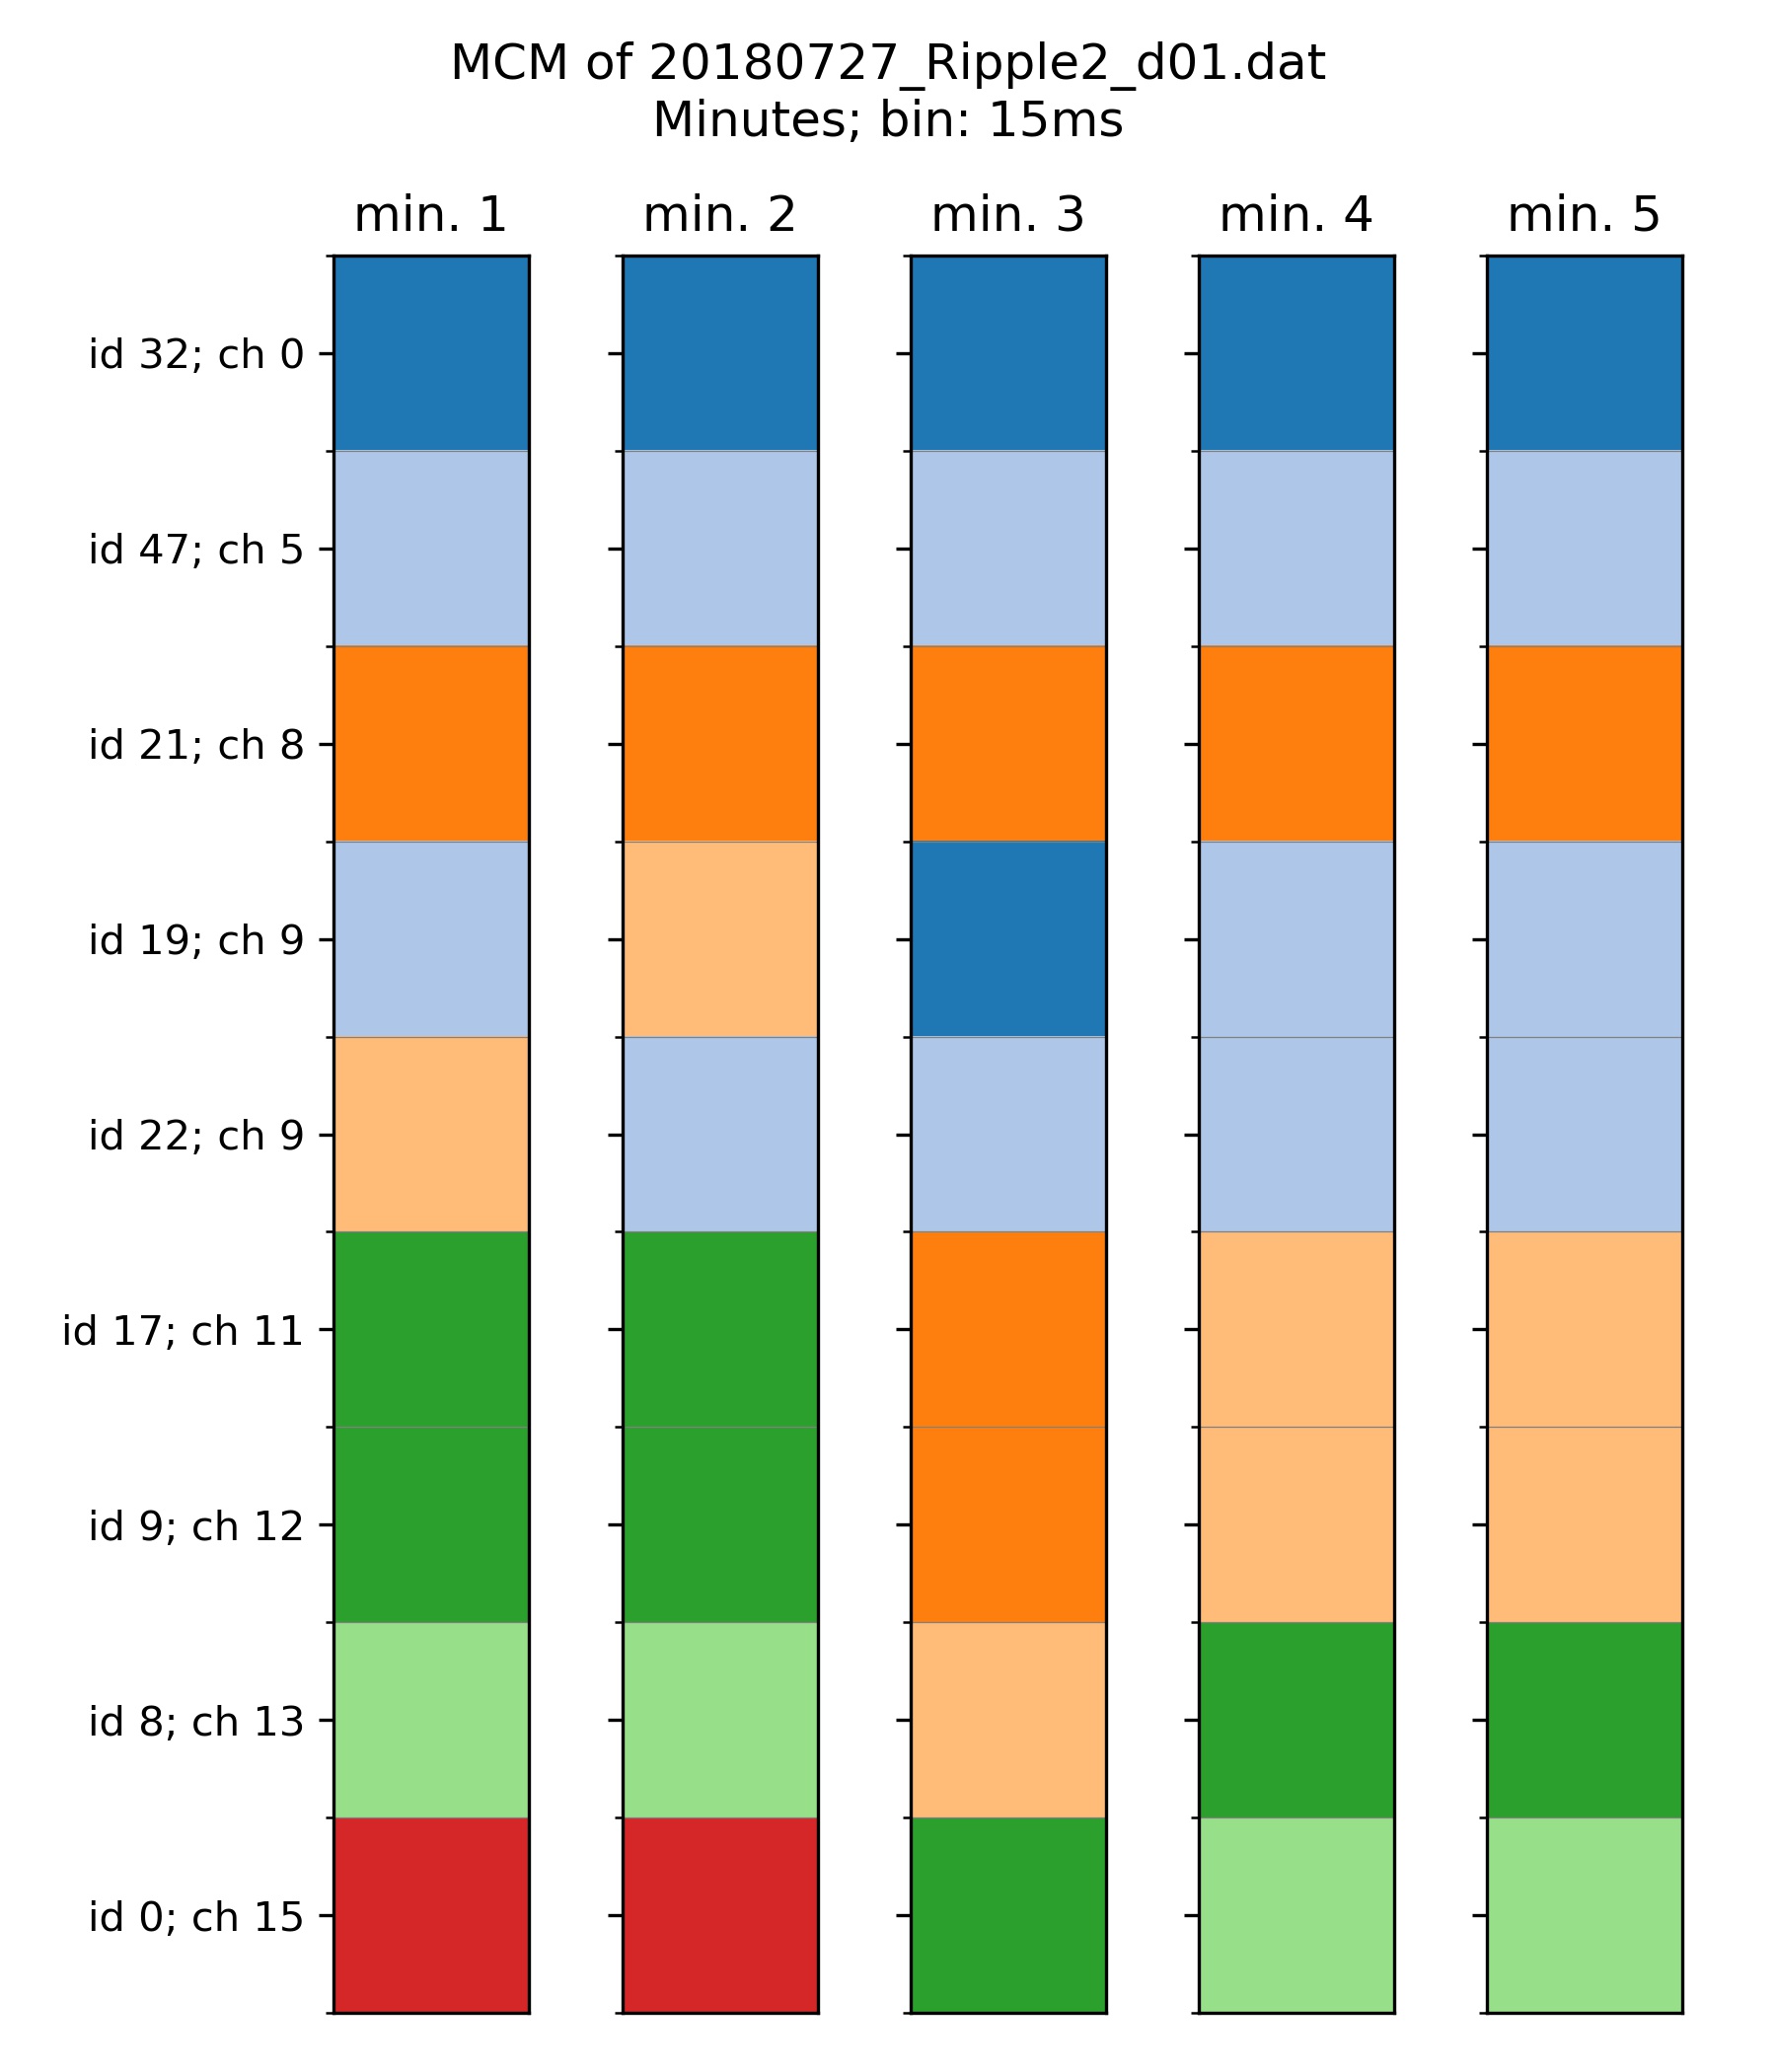 MCM of 20180727_Ripple2_d01.dat
Minutes; bin: 15ms
min. 1 min. 2 min. 3 min. 4 min. 5
id 32; ch 0
id 47; ch 5
id 21; ch 8
id 19; ch 9
id 22; ch 9
id 17; ch 11
id 9; ch 12
id 8; ch 13
id 0; ch 15